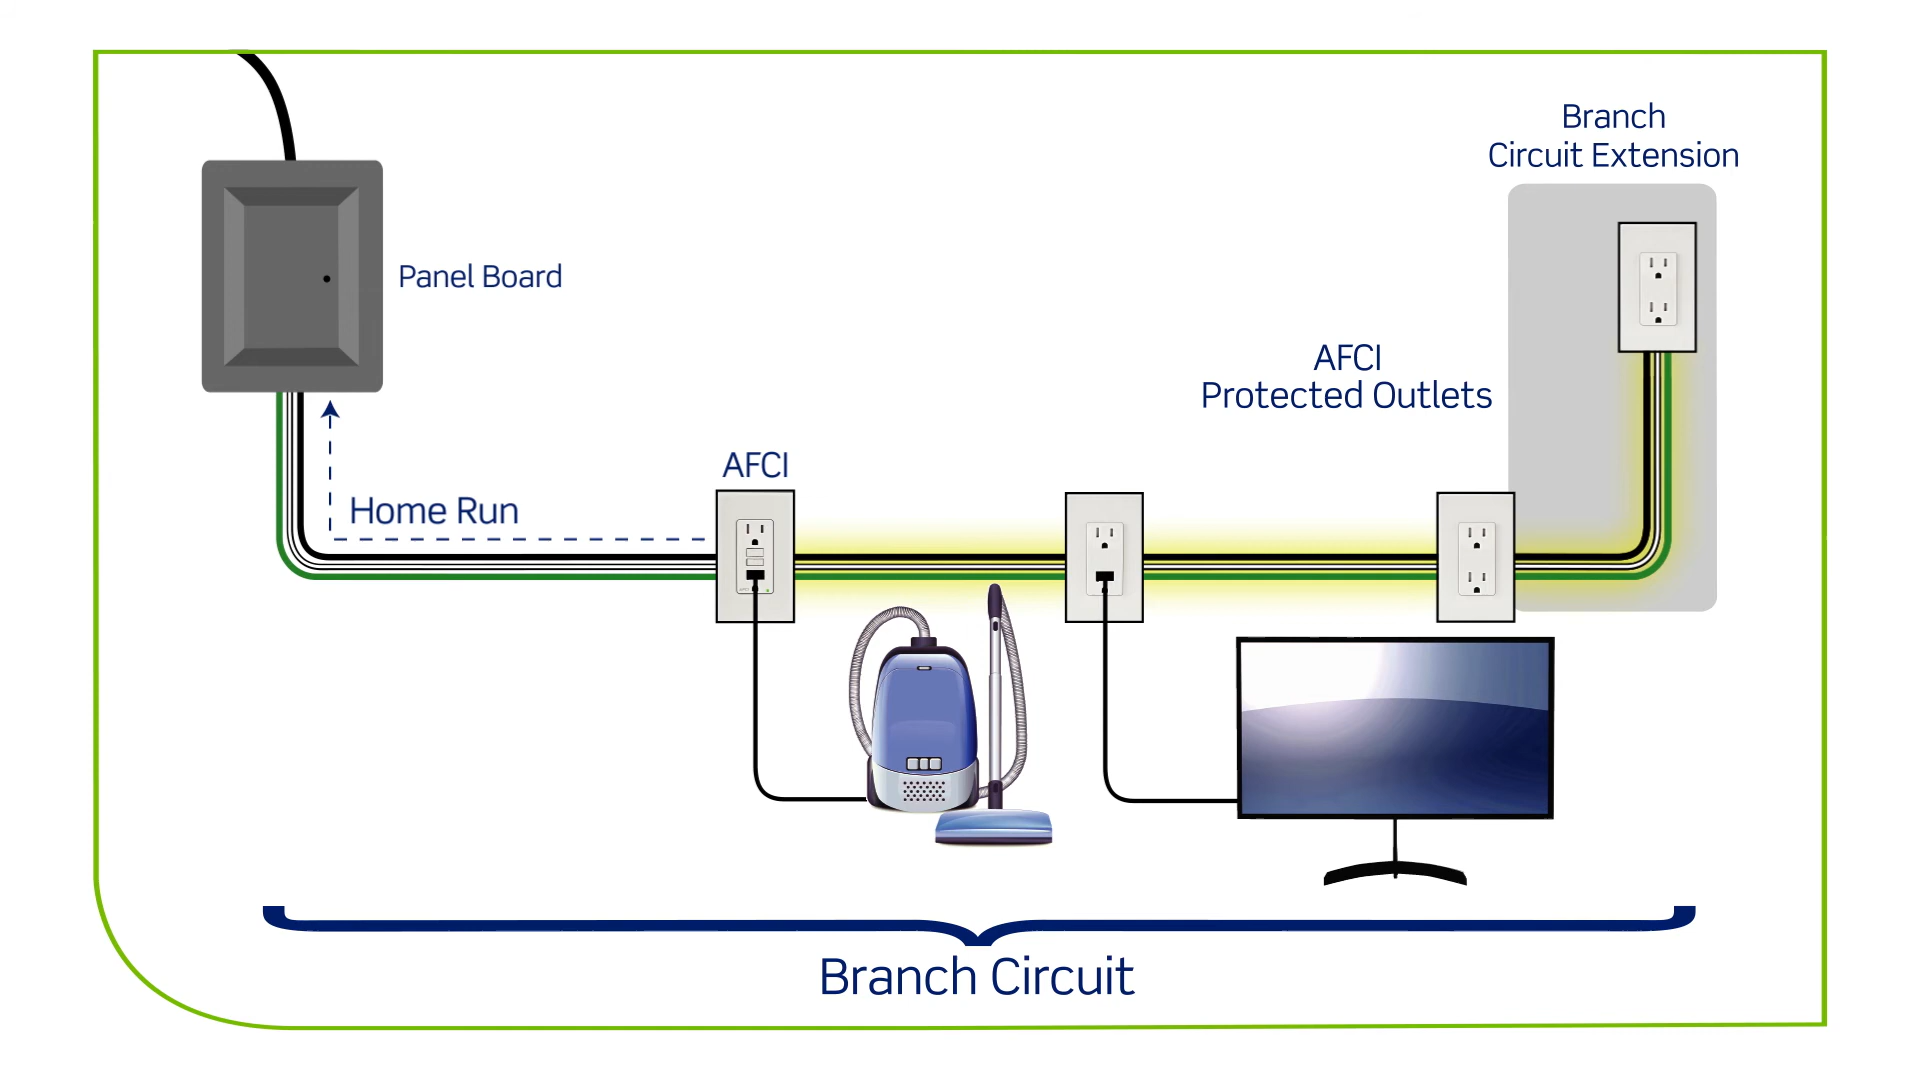 Branch
Circuit Extension
Panel Board
AFCI
Protected Outlets
AFCI
Home Run
Branch Circuit